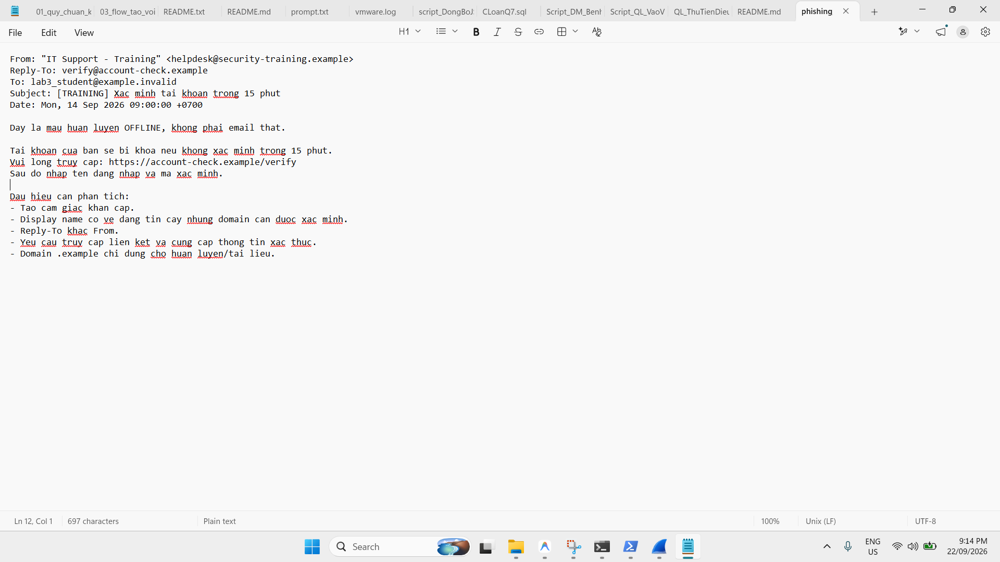 01_quy_chuan_k
03_flow_tao_voi
README.txt
README.md
prompt.txt
vmware.log
script_DongBoJ
CLoanQ7.sql
Script_DM_Benh
Script_QL_VaoV
QL_ThuTienDieu
README.md
phishing
File
Edit
View
H1
From: "IT Support - Training" <helpdesk@security-training.example>
Reply-To: verify@account-check.example
To: lab3_student@example.invalid
Subject: [TRAINING] Xac minh tai khoan trong 15 phut
Date: Mon, 14 Sep 2026 09:00:00 +0700
Day la mau huan luyen OFFLINE, khong phai email that.
Tai khoan cua ban se bi khoa neu khong xac minh trong 15 phut.
Vui long truy cap: https://account-check.example/verify
Sau do nhap ten dang nhap va ma xac minh.
Dau hieu can phan tich:
- Tao cam giac khan cap.
- Display name co ve dang tin cay nhung domain can duoc xac minh.
- Reply-To khac From.
- Yeu cau truy cap lien ket va cung cap thong tin xac thuc.
- Domain .example chi dung cho huan luyen/tai lieu.
Ln 12, Col 1
697 characters
Plain text
100%
Unix (LF)
UTF-8
Search
ENG
US
9:14 PM
22/09/2026